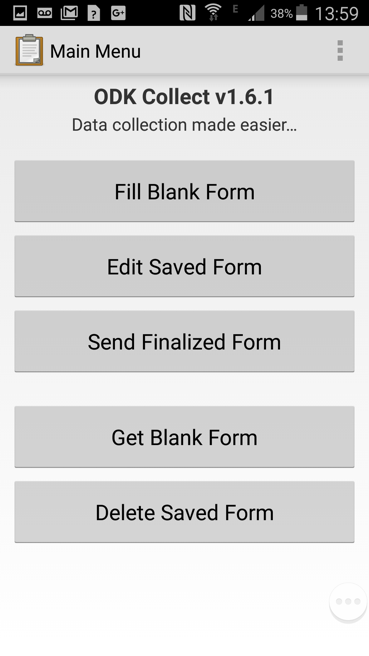 E 38% 13:59
Main Menu
ODK Collect v1.6.1
Data collection made easier...
Fill Blank Form
Edit Saved Form
Send Finalized Form
Get Blank Form
Delete Saved Form